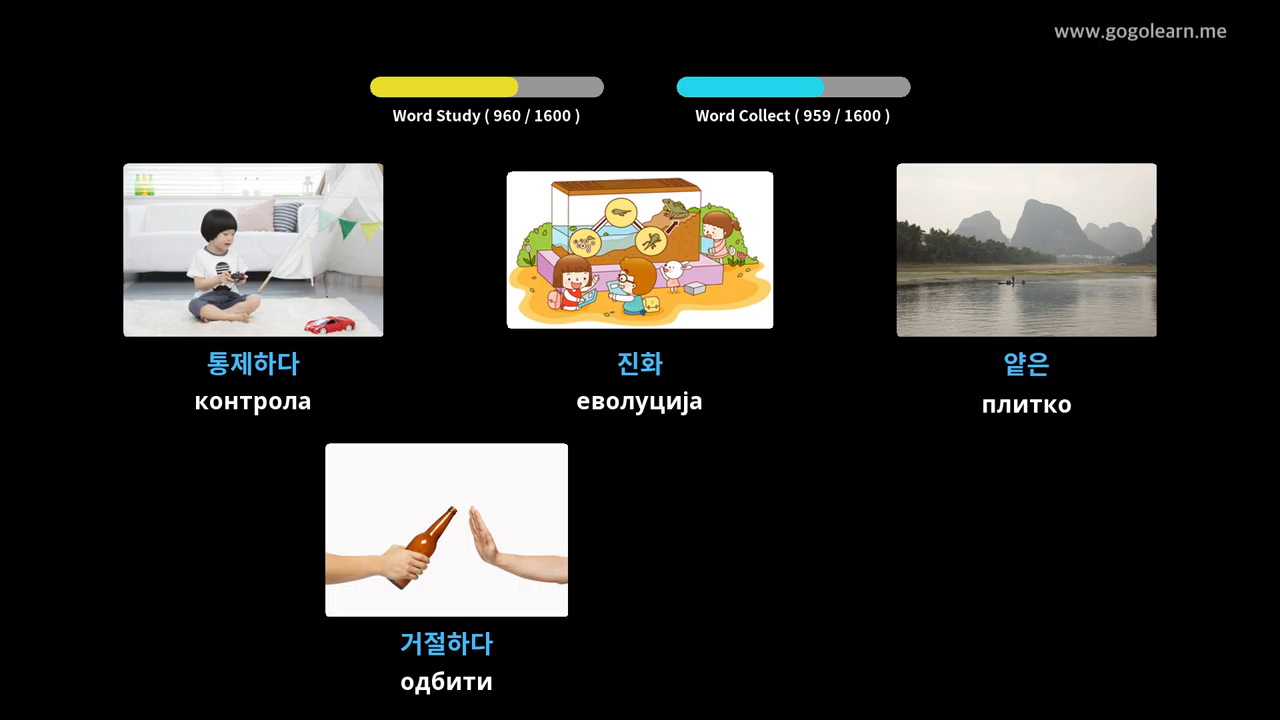 www.gogolearn.me
Word Study ( 960 / 1600 )
Word Collect ( 959 / 1600 )
통제하다
контрола
진화
еволуција
얕은
плитко
거절하다
одбити